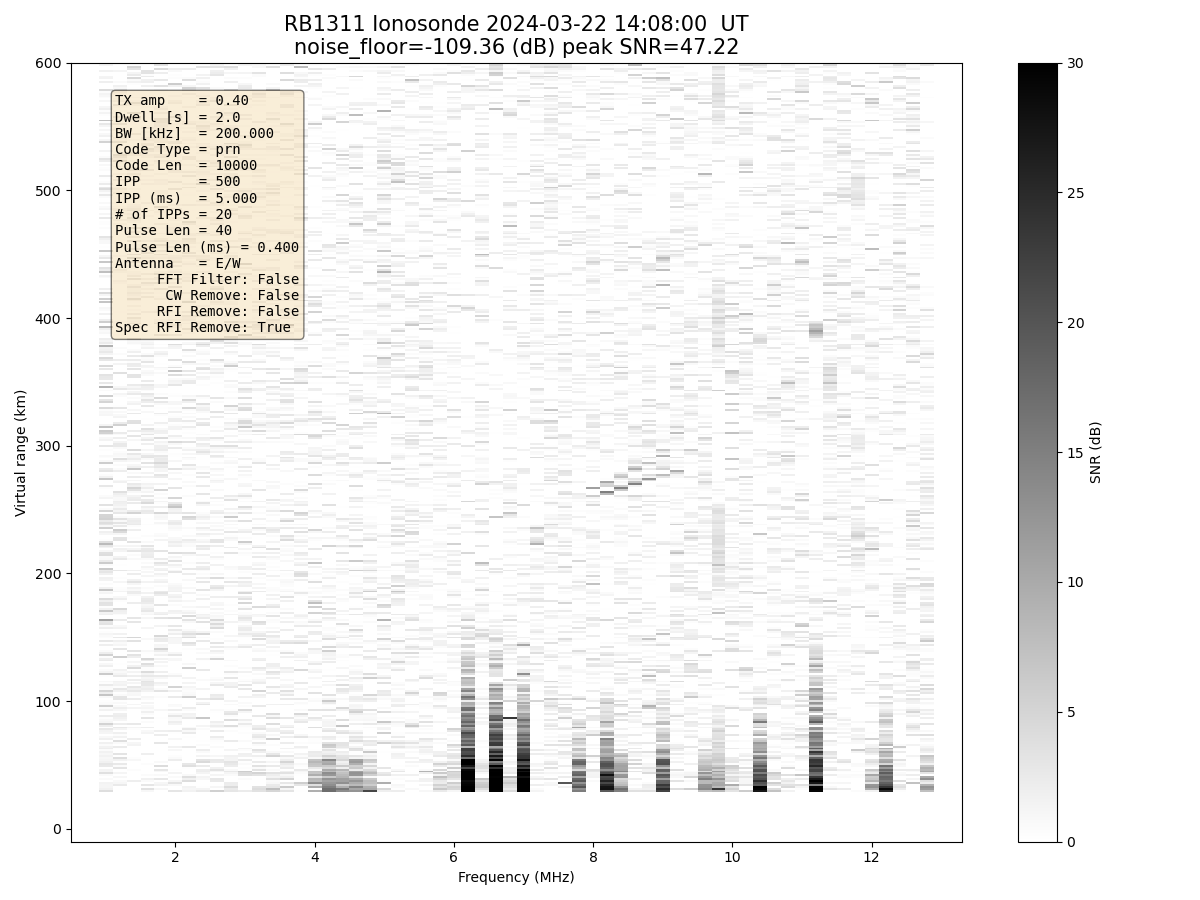 RB1311 Ionosonde 2024-03-22 14:08:00  UT
noise_floor=-109.36 (dB) peak SNR=47.22
TX amp    = 0.40
Dwell [s] = 2.0
BW [kHz]  = 200.000
Code Type = prn
Code Len  = 10000
IPP       = 500
IPP (ms)  = 5.000
# of IPPs = 20
Pulse Len = 40
Pulse Len (ms) = 0.400
Antenna   = E/W
FFT Filter: False
CW Remove: False
RFI Remove: False
Spec RFI Remove: True
600
500
400
300
200
100
0
Virtual range (km)
2 4 6 8 10 12
Frequency (MHz)
30
25
20
15
10
5
0
SNR (dB)